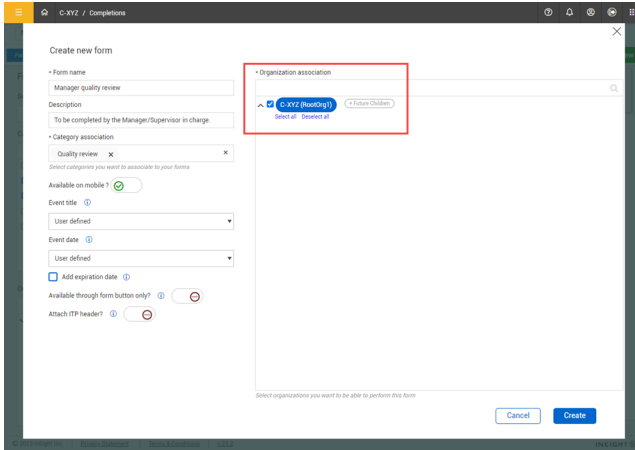 C-XYZ / Completions
Create new form
* Form name
Manager quality review
Description
To be completed by the Manager/Supervisor in charge.
* Category association
Quality review x
Select categories you want to associate to your forms
Available on mobile ?
Event title
User defined
Event date
User defined
Add expiration date
Available through form button only?
Attach ITP header?
* Organization association
C-XYZ (RootOrg1)
+ Future Children
Select all Deselect all
Select organizations you want to be able to perform this form
Cancel
Create
Privacy Statement
Terms & Conditions